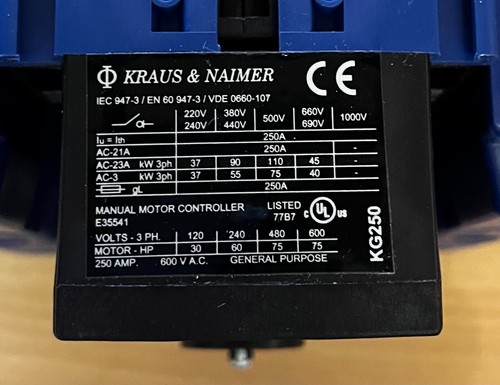 KRAUS & NAIMER CE
IEC 947-3 / EN 60 947-3 / VDE 0660-107
220V 240V 380V 440V 500V 660V 690V 1000V
Iu = Ith 250A
AC-21A 250A -
AC-23A kW 3ph 37 90 110 45 -
AC-3 kW 3ph 37 55 75 40 -
gL 250A
MANUAL MOTOR CONTROLLER LISTED c UL US
E35541 77B7
VOLTS - 3 PH. 120 240 480 600
MOTOR - HP 30 60 75 75
250 AMP. 600 V A.C. GENERAL PURPOSE
KG250